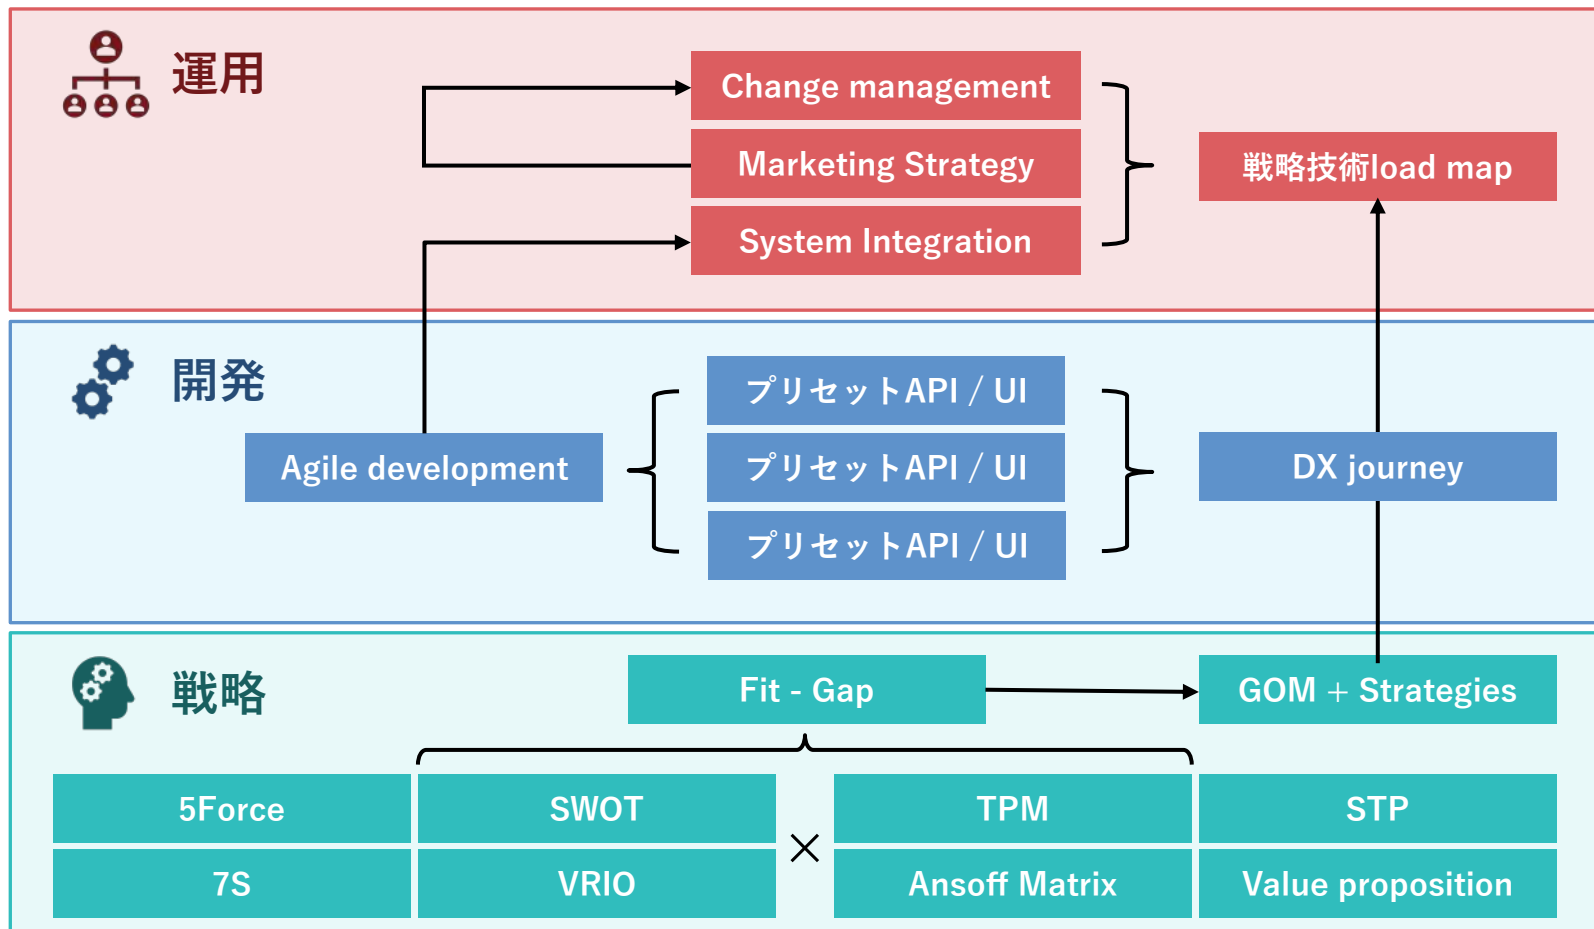 運用
Change management
Marketing Strategy
System Integration
戦略技術load map
開発
Agile development
プリセットAPI / UI
プリセットAPI / UI
プリセットAPI / UI
DX journey
戦略
Fit - Gap
GOM + Strategies
5Force
SWOT
TPM
STP
×
7S
VRIO
Ansoff Matrix
Value proposition